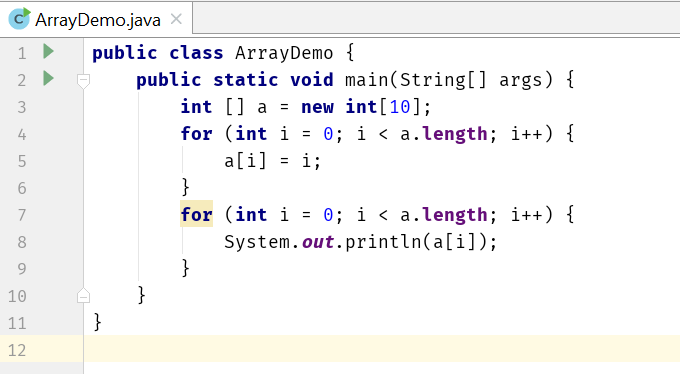 ArrayDemo.java
1 public class ArrayDemo {
2     public static void main(String[] args) {
3         int [] a = new int[10];
4         for (int i = 0; i < a.length; i++) {
5             a[i] = i;
6         }
7         for (int i = 0; i < a.length; i++) {
8             System.out.println(a[i]);
9         }
10     }
11 }
12